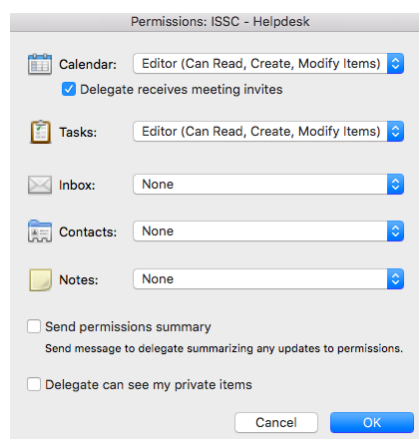 Permissions: ISSC - Helpdesk
Calendar: Editor (Can Read, Create, Modify Items)
Delegate receives meeting invites
Tasks: Editor (Can Read, Create, Modify Items)
Inbox: None
Contacts: None
Notes: None
Send permissions summary
Send message to delegate summarizing any updates to permissions.
Delegate can see my private items
Cancel OK